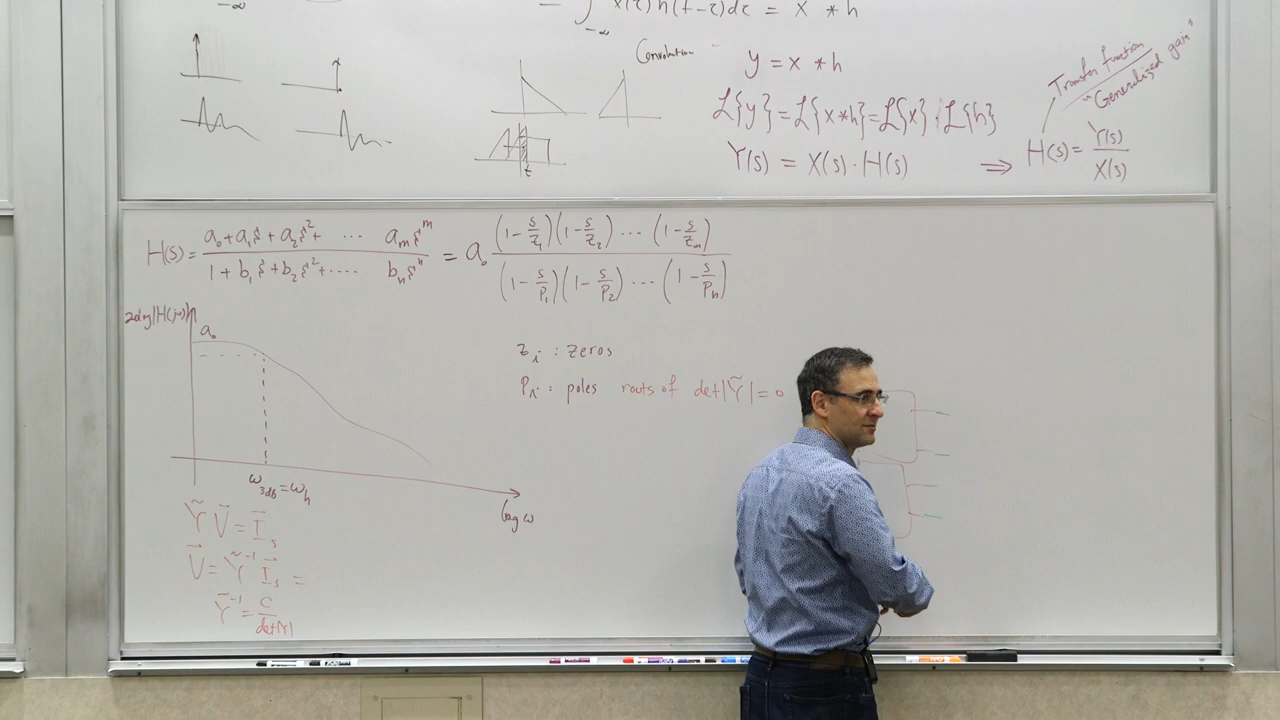 -∞
= ∫ x(τ)h(t-τ)dτ = x * h
-∞
Convolution
y = x * h
ℒ{y} = ℒ{x*h} = ℒ{x} · ℒ{h}
Y(s) = X(s) · H(s) ⟹ H(s) = Y(s)/X(s)
Transfer function
"Generalized gain"
τ
H(s) = (a₀+a₁s+a₂s²+ ... aₘsᵐ)/(1+b₁s+b₂s²+.... bₙsⁿ) = a₀ ((1-s/z₁)(1-s/z₂) ... (1-s/zₘ))/((1-s/p₁)(1-s/p₂) ... (1-s/pₙ))
20log|H(jω)|
a₀
zᵢ : zeros
pᵢ : poles roots of det|Ỹ| = 0
ω₃db = ωh
log ω
Ỹ V⃗ = I⃗s
V⃗ = Ỹ⁻¹ I⃗s =
Ỹ⁻¹ = C/det|Y|